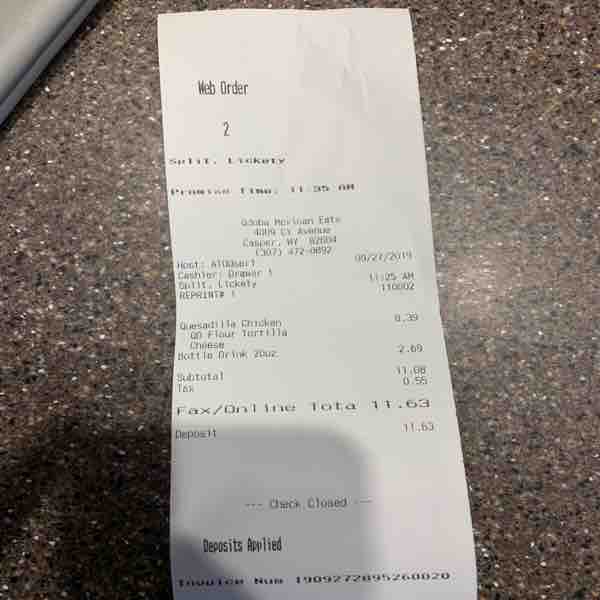 Web Order
2
Split, Lickety
Promise Time: 11:35 AM
Qdoba Mexican Eats
4009 CY Avenue
Casper, WY 82604
(307) 472-0892
Host: AlOUser1 09/27/2019
Cashier: Drawer 1
Split, Lickety 11:25 AM
REPRINT# 1 110002
Quesadilla Chicken 8.39
QD Flour Tortilla
Cheese
Bottle Drink 20oz 2.69
Subtotal 11.08
Tax 0.55
Fax/Online Tota 11.63
Deposit 11.63
--- Check Closed ---
Deposits Applied
Invoice Num 1909272895260020